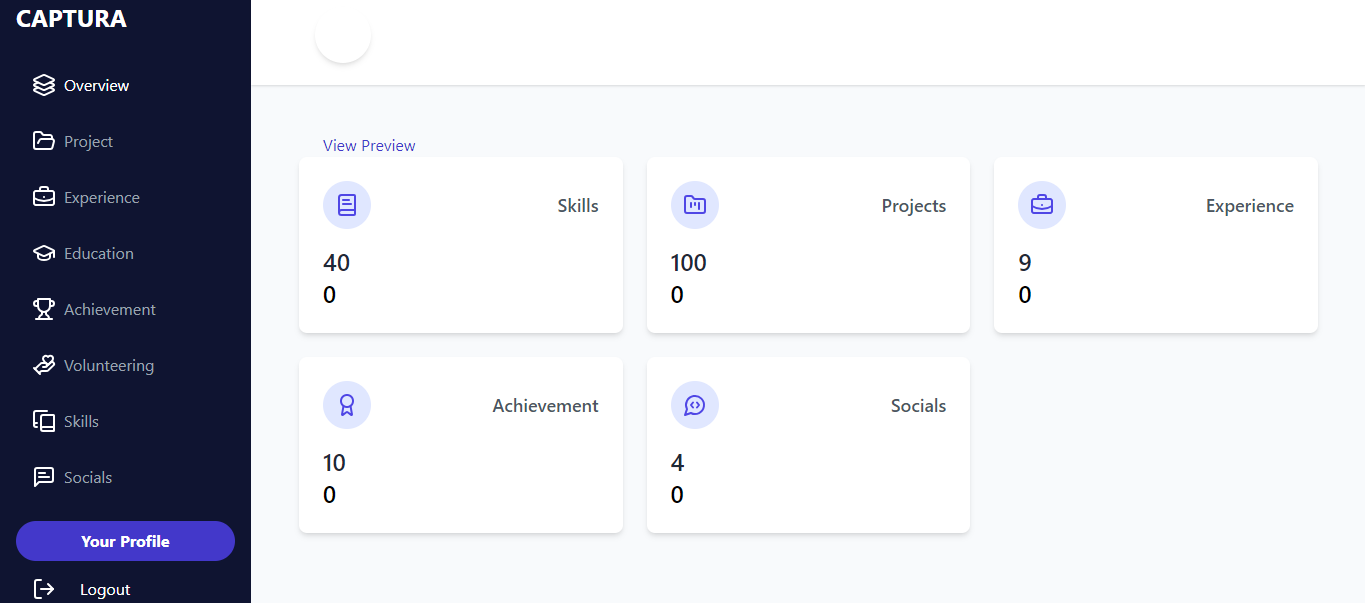 CAPTURA
Overview
Project
Experience
Education
Achievement
Volunteering
Skills
Socials
Your Profile
Logout
View Preview
Skills
40
0
Projects
100
0
Experience
9
0
Achievement
10
0
Socials
4
0